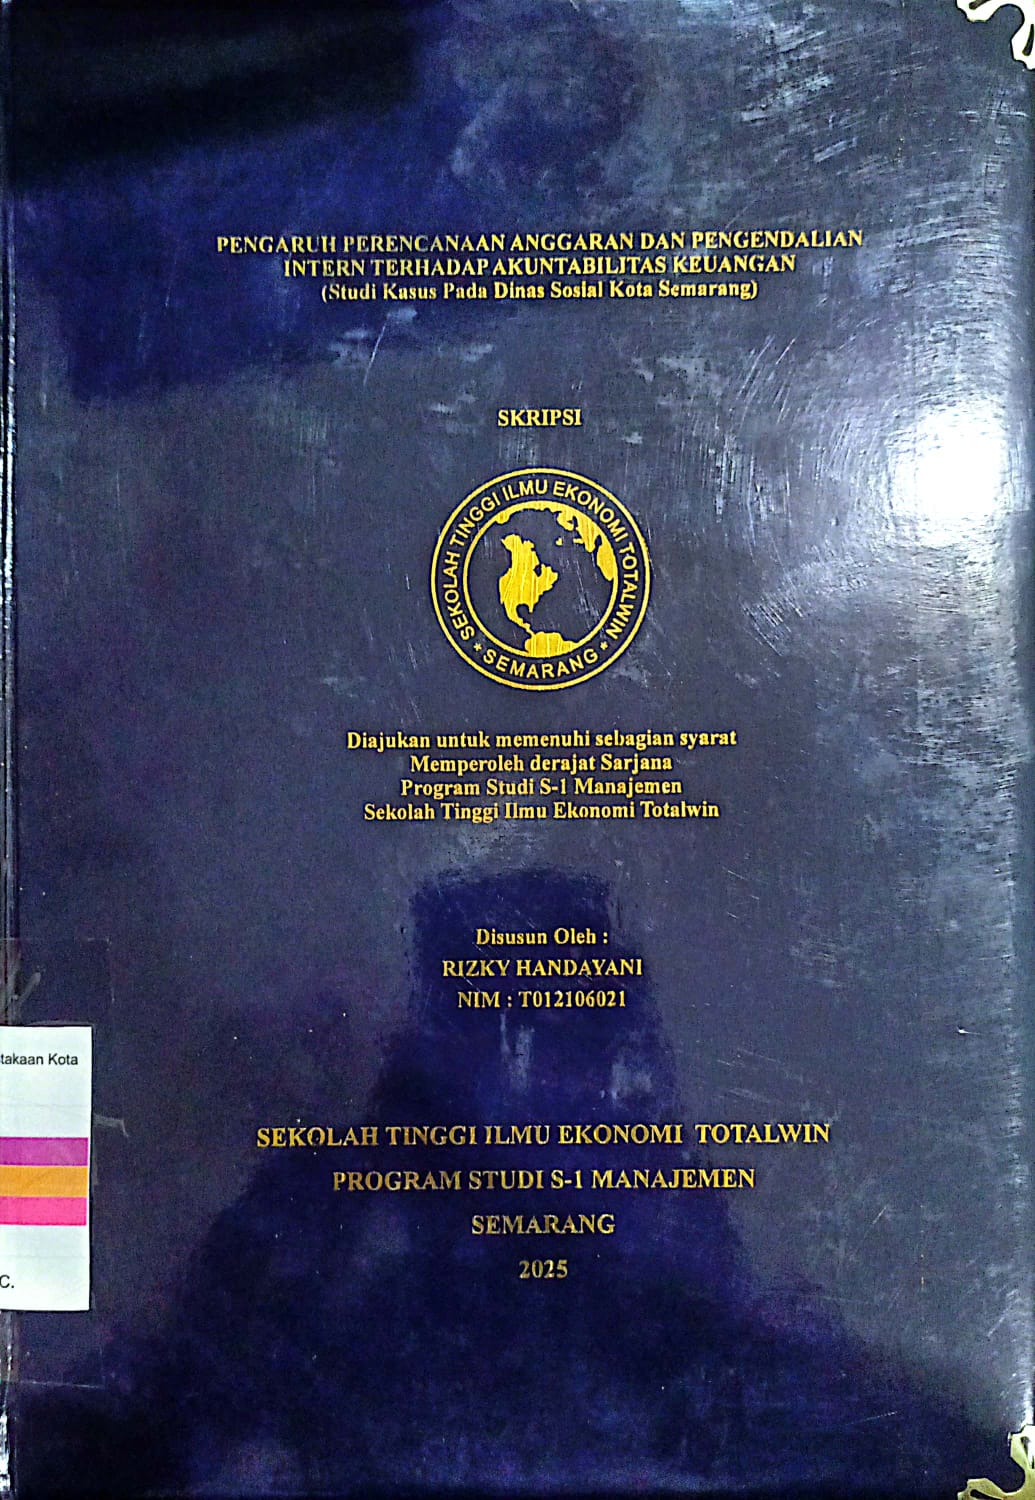 PENGARUH PERENCANAAN ANGGARAN DAN PENGENDALIAN
INTERN TERHADAP AKUNTABILITAS KEUANGAN
(Studi Kasus Pada Dinas Sosial Kota Semarang)
SKRIPSI
SEKOLAH TINGGI ILMU EKONOMI TOTALWIN
* SEMARANG *
Diajukan untuk memenuhi sebagian syarat
Memperoleh derajat Sarjana
Program Studi S-1 Manajemen
Sekolah Tinggi Ilmu Ekonomi Totalwin
Disusun Oleh :
RIZKY HANDAYANI
NIM : T012106021
takaan Kota
C.
SEKOLAH TINGGI ILMU EKONOMI TOTALWIN
PROGRAM STUDI S-1 MANAJEMEN
SEMARANG
2025